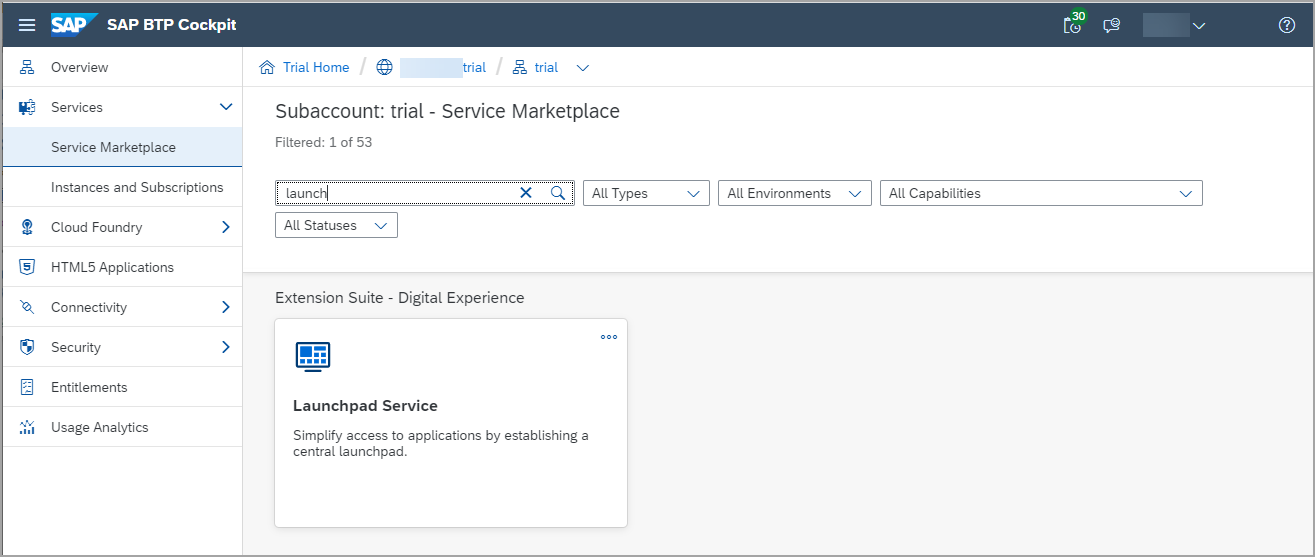 SAP SAP BTP Cockpit 30
Overview
Services
Service Marketplace
Instances and Subscriptions
Cloud Foundry
HTML5 Applications
Connectivity
Security
Entitlements
Usage Analytics
Trial Home / trial / trial
Subaccount: trial - Service Marketplace
Filtered: 1 of 53
launch All Types All Environments All Capabilities
All Statuses
Extension Suite - Digital Experience
Launchpad Service
Simplify access to applications by establishing a
central launchpad.